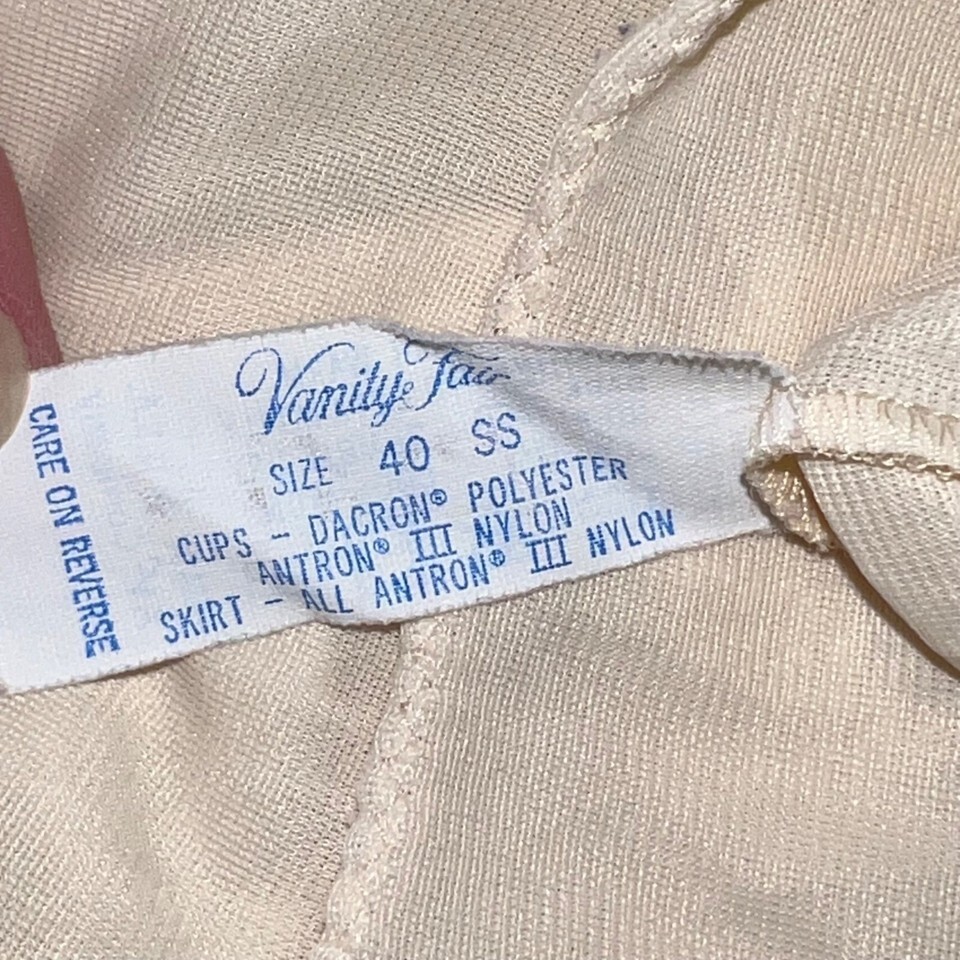 Vanity Fair
SIZE 40 SS
CUPS – DACRON® POLYESTER
ANTRON® III NYLON
SKIRT – ALL ANTRON® III NYLON
CARE ON REVERSE